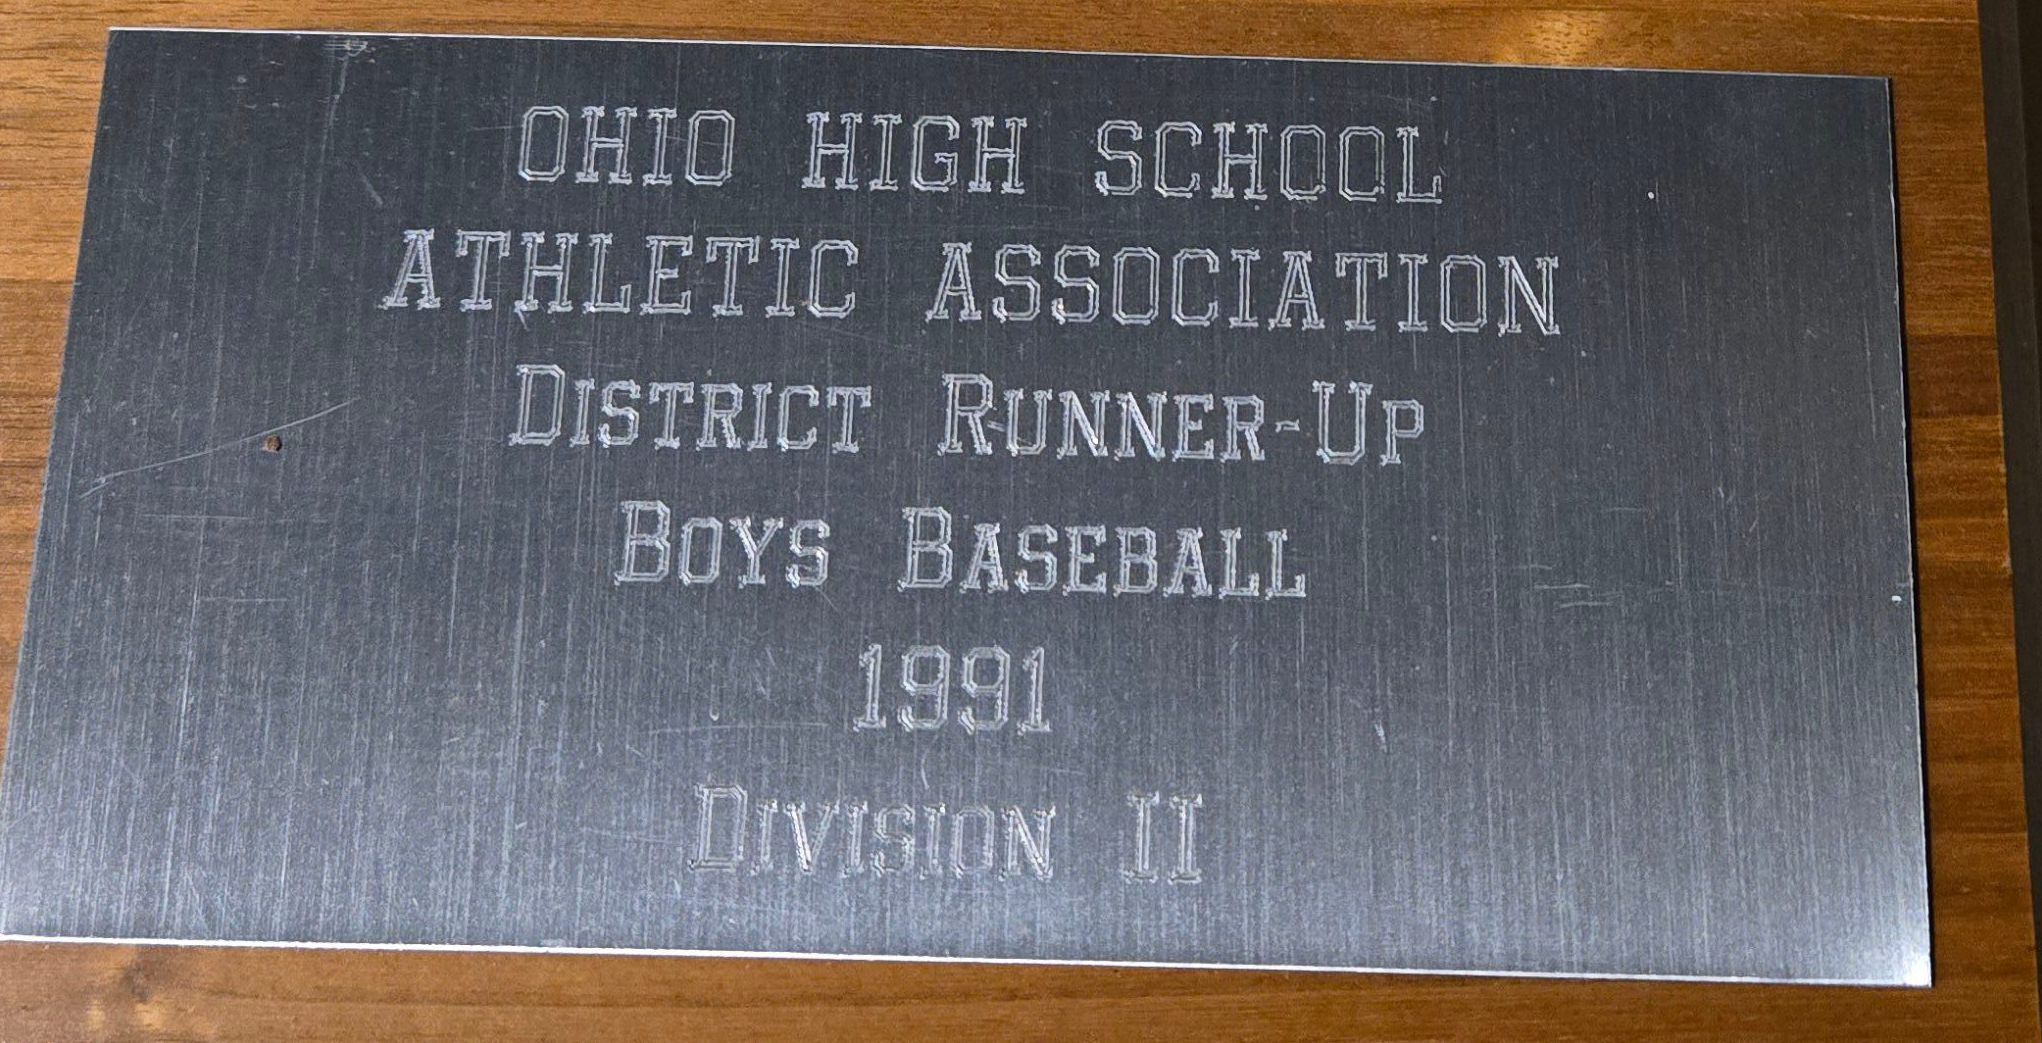 OHIO HIGH SCHOOL
ATHLETIC ASSOCIATION
DISTRICT RUNNER-UP
BOYS BASEBALL
1991
DIVISION II